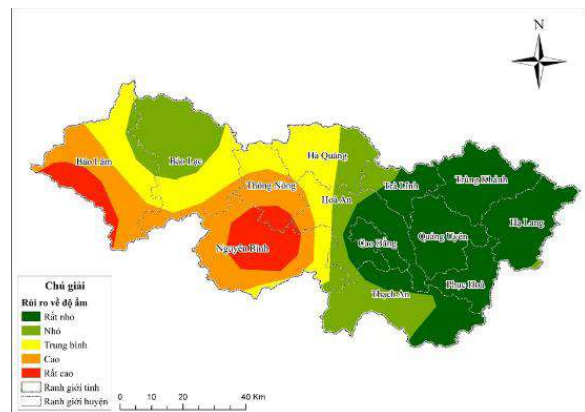 N
Hà Quảng
Bảo Lâm
Bảo Lạc
Thông Nông
Trà Lĩnh
Trùng Khánh
Hoà An
Hạ Lang
Nguyên Bình
Cao Bằng
Quảng Uyên
Phục Hoà
Thạch An
Chú giải
Rủi ro về độ ẩm
Rất nhỏ
Nhỏ
Trung bình
Cao
Rất cao
Ranh giới tỉnh
Ranh giới huyện
0 10 20 40 Km